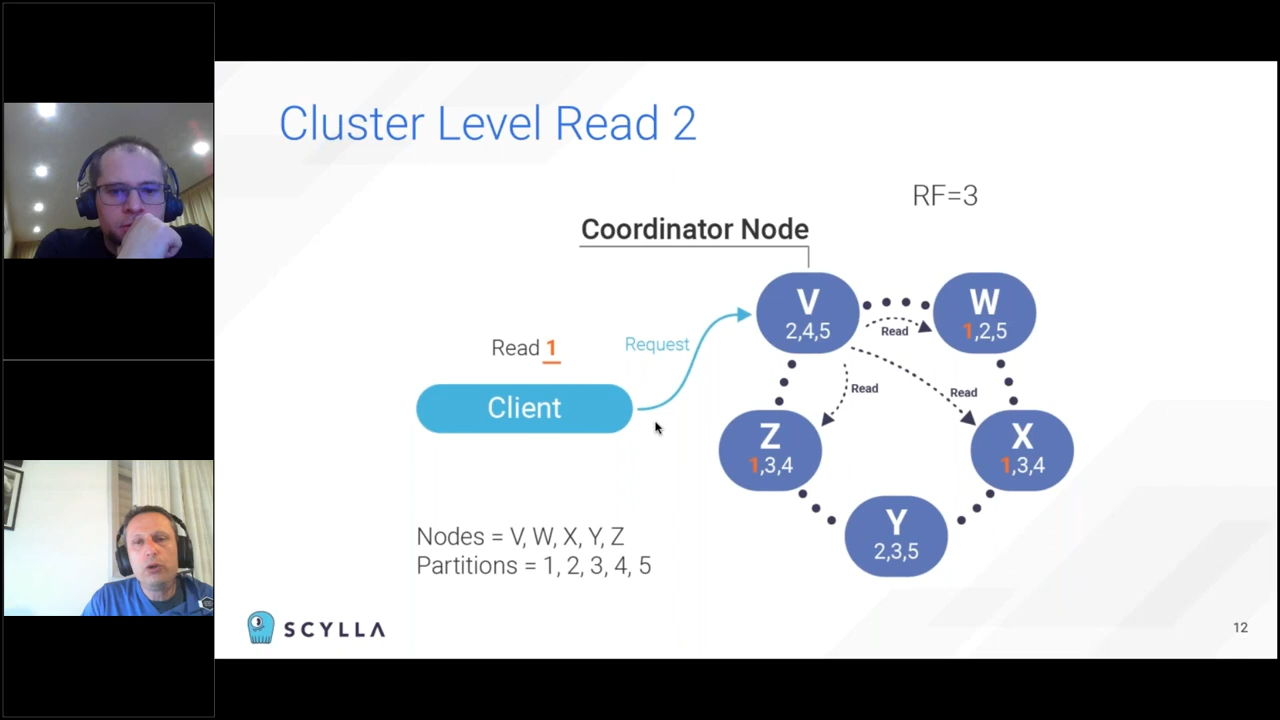 Cluster Level Read 2
RF=3
Coordinator Node
V
2,4,5
W
1,2,5
Read
Request
Read 1
Client
Read
Read
Z
1,3,4
X
1,3,4
Y
2,3,5
Nodes = V, W, X, Y, Z
Partitions = 1, 2, 3, 4, 5
SCYLLA
12